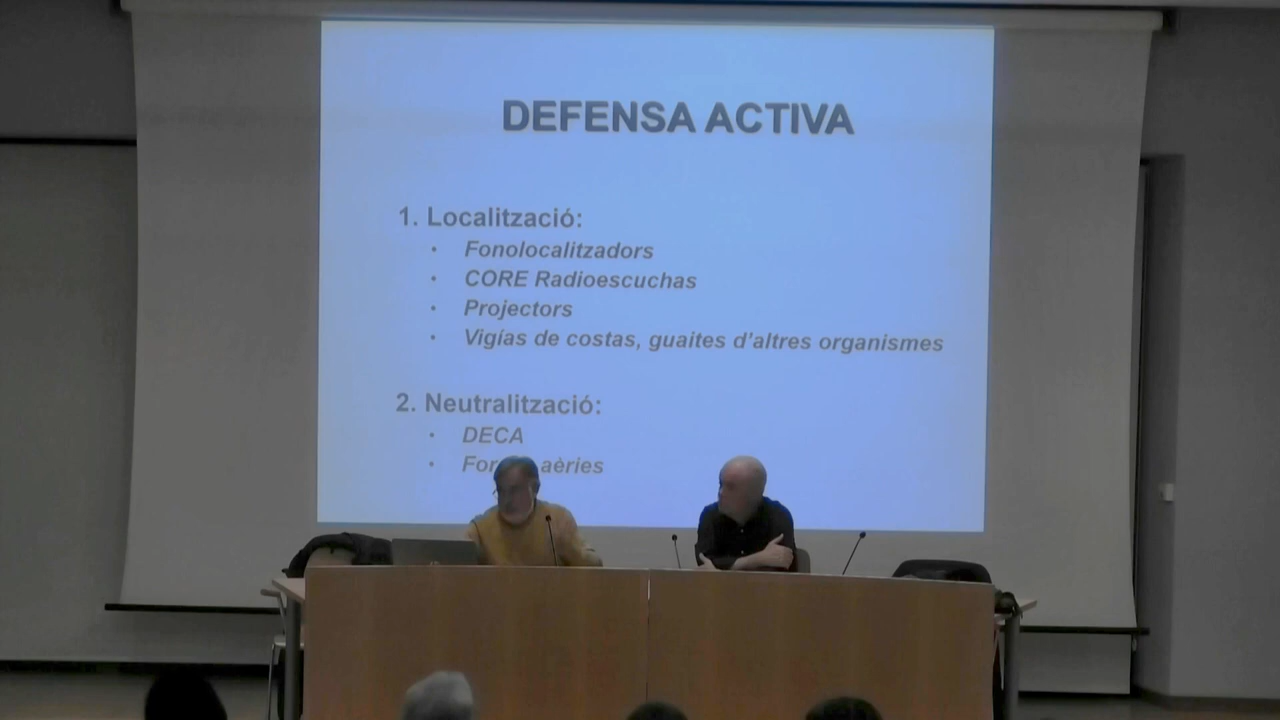 DEFENSA ACTIVA
1. Localització:
• Fonolocalitzadors
• CORE Radioescuchas
• Projectors
• Vigías de costas, guaites d'altres organismes
2. Neutralització:
• DECA
• aèries